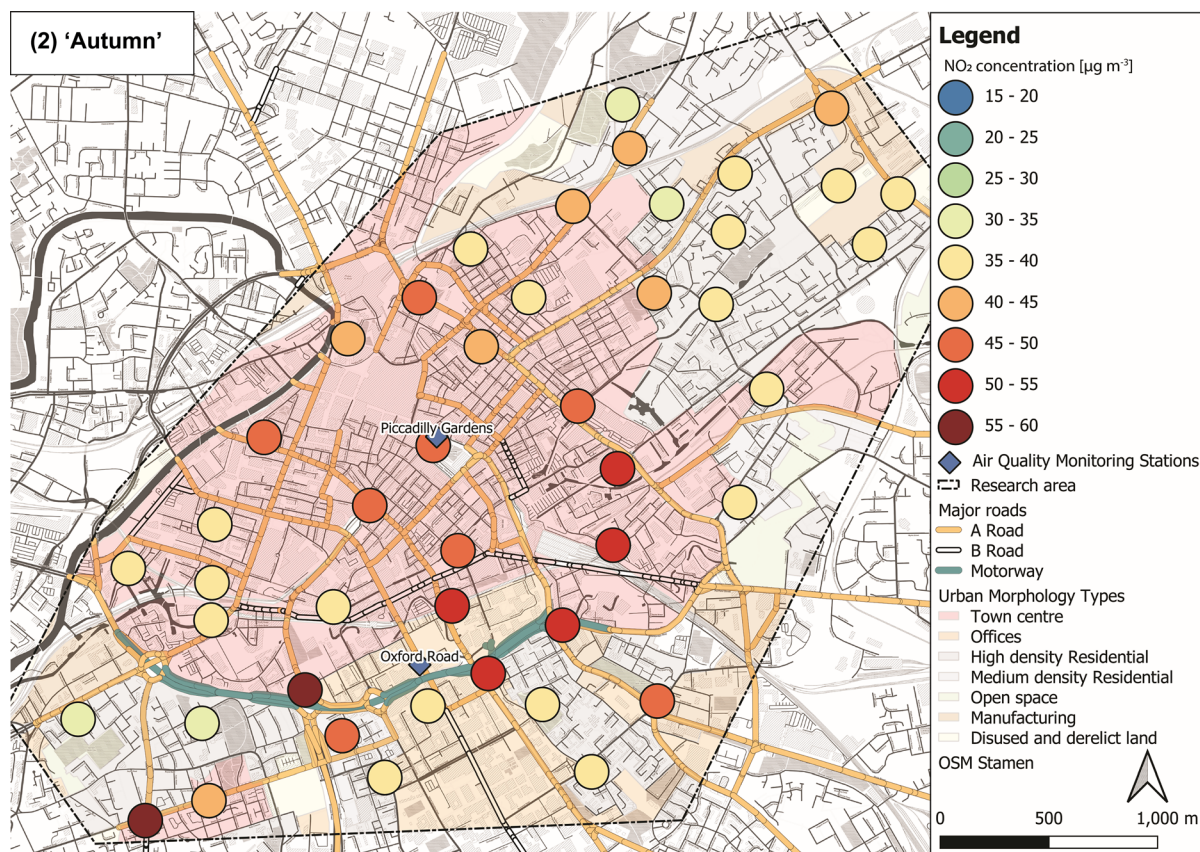 (2) ‘Autumn’
Piccadilly Gardens
Oxford Road
Legend
NO₂ concentration [µg m⁻³]
15 - 20
20 - 25
25 - 30
30 - 35
35 - 40
40 - 45
45 - 50
50 - 55
55 - 60
Air Quality Monitoring Stations
Research area
Major roads
A Road
B Road
Motorway
Urban Morphology Types
Town centre
Offices
High density Residential
Medium density Residential
Open space
Manufacturing
Disused and derelict land
OSM Stamen
0 500 1,000 m